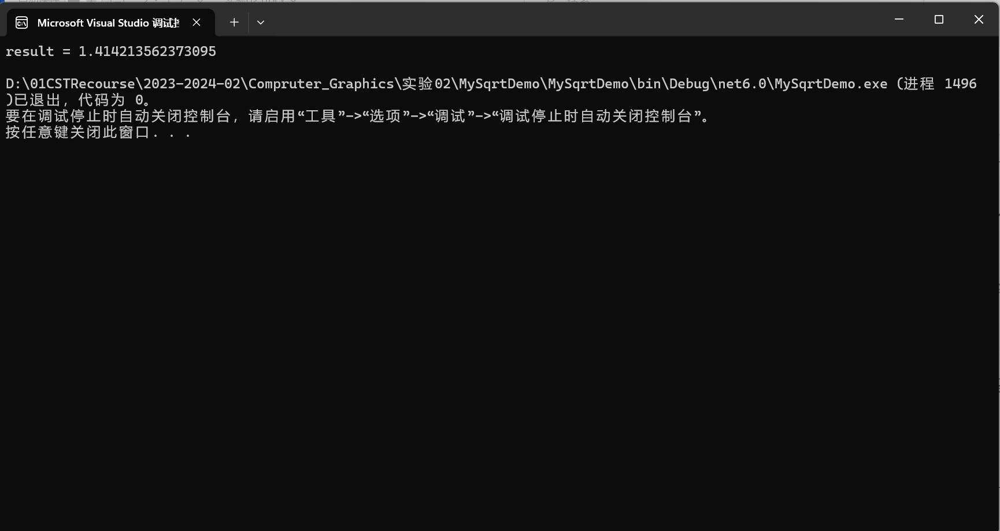 Microsoft Visual Studio 调试
result = 1.414213562373095
D:\01CSTRecourse\2023-2024-02\Compruter_Graphics\实验02\MySqrtDemo\MySqrtDemo\bin\Debug\net6.0\MySqrtDemo.exe (进程 1496
)已退出，代码为 0。
要在调试停止时自动关闭控制台，请启用“工具”->“选项”->“调试”->“调试停止时自动关闭控制台”。
按任意键关闭此窗口. . .